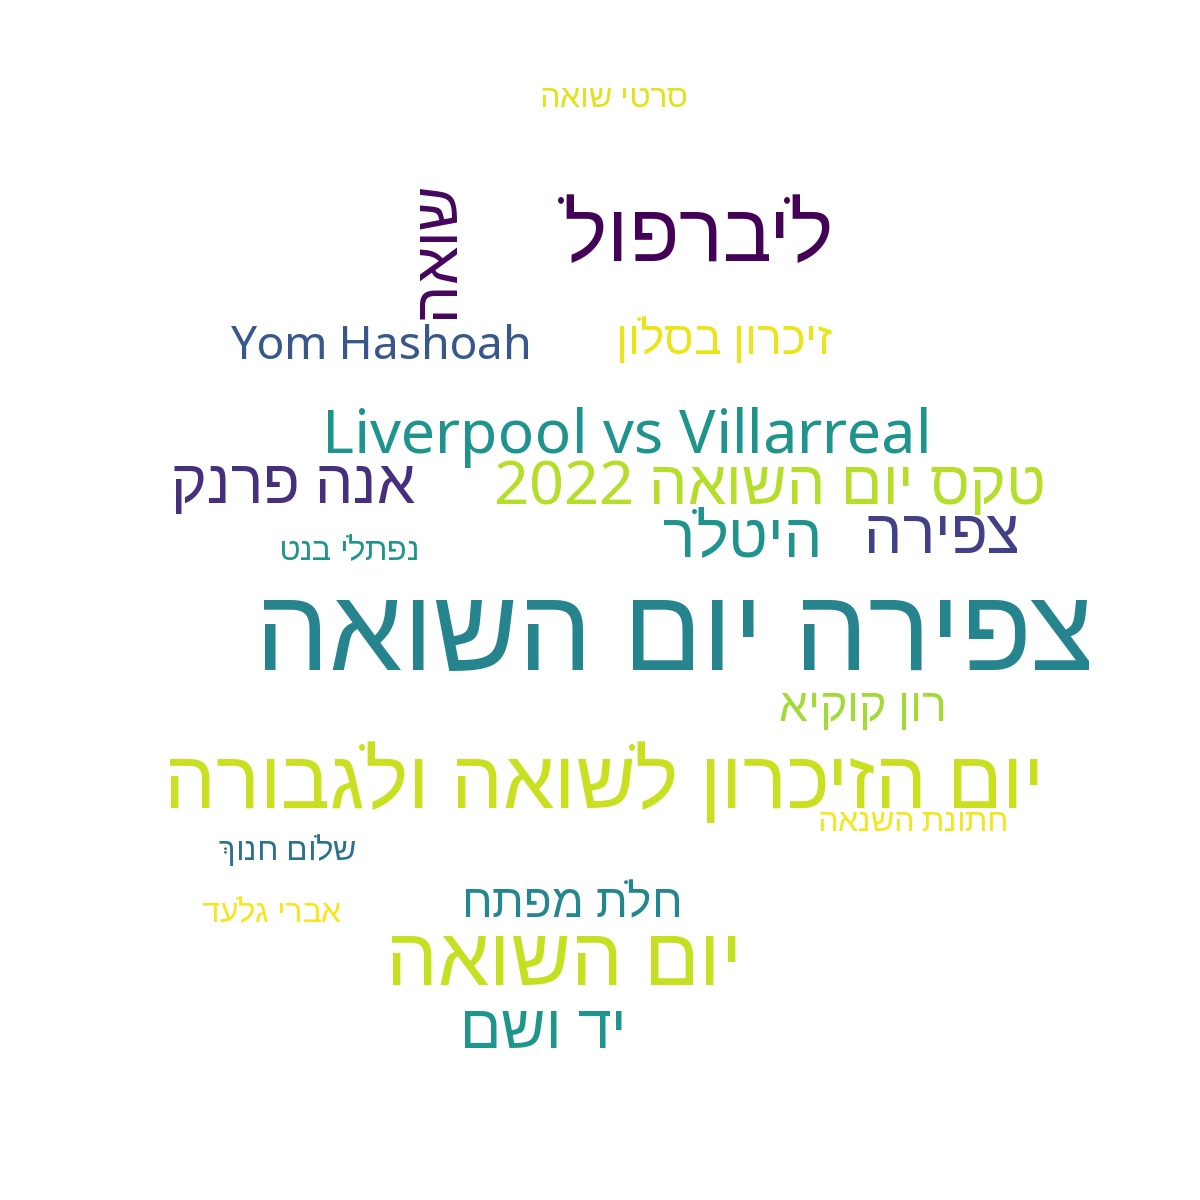 סרטי שואה
ליברפול
שואה
Yom Hashoah
זיכרון בסלון
Liverpool vs Villarreal
אנה פרנק
טקס יום השואה 2022
היטלר
צפירה
נפתלי בנט
צפירה יום השואה
רון קוקיא
יום הזיכרון לשואה ולגבורה
חתונת השנאה
שלום חנוך
אברי גלעד
חלת מפתח
יום השואה
יד ושם